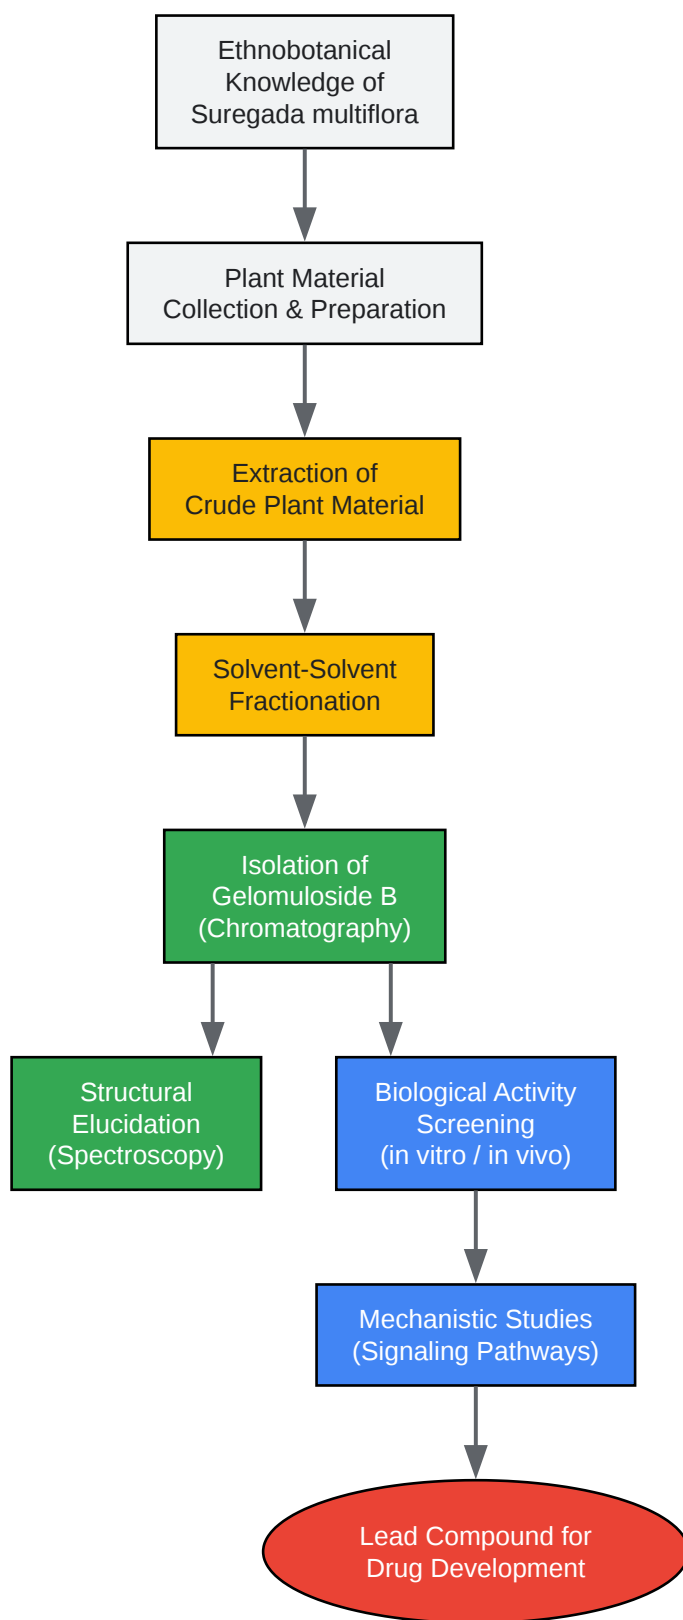 Ethnobotanical
Knowledge of
Suregada multiflora
Plant Material
Collection & Preparation
Extraction of
Crude Plant Material
Solvent-Solvent
Fractionation
Isolation of
Gelomuloside B
(Chromatography)
Structural
Elucidation
(Spectroscopy)
Biological Activity
Screening
(in vitro / in vivo)
Mechanistic Studies
(Signaling Pathways)
Lead Compound for
Drug Development